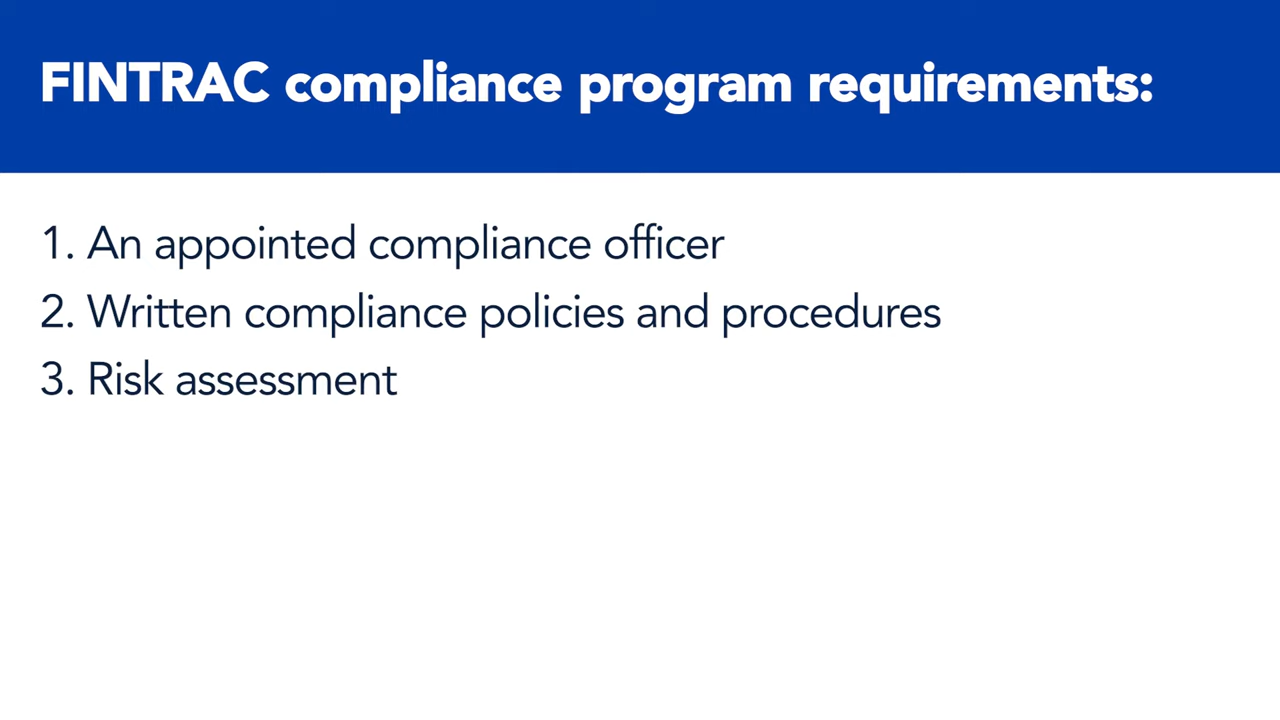 FINTRAC compliance program requirements:
1. An appointed compliance officer
2. Written compliance policies and procedures
3. Risk assessment